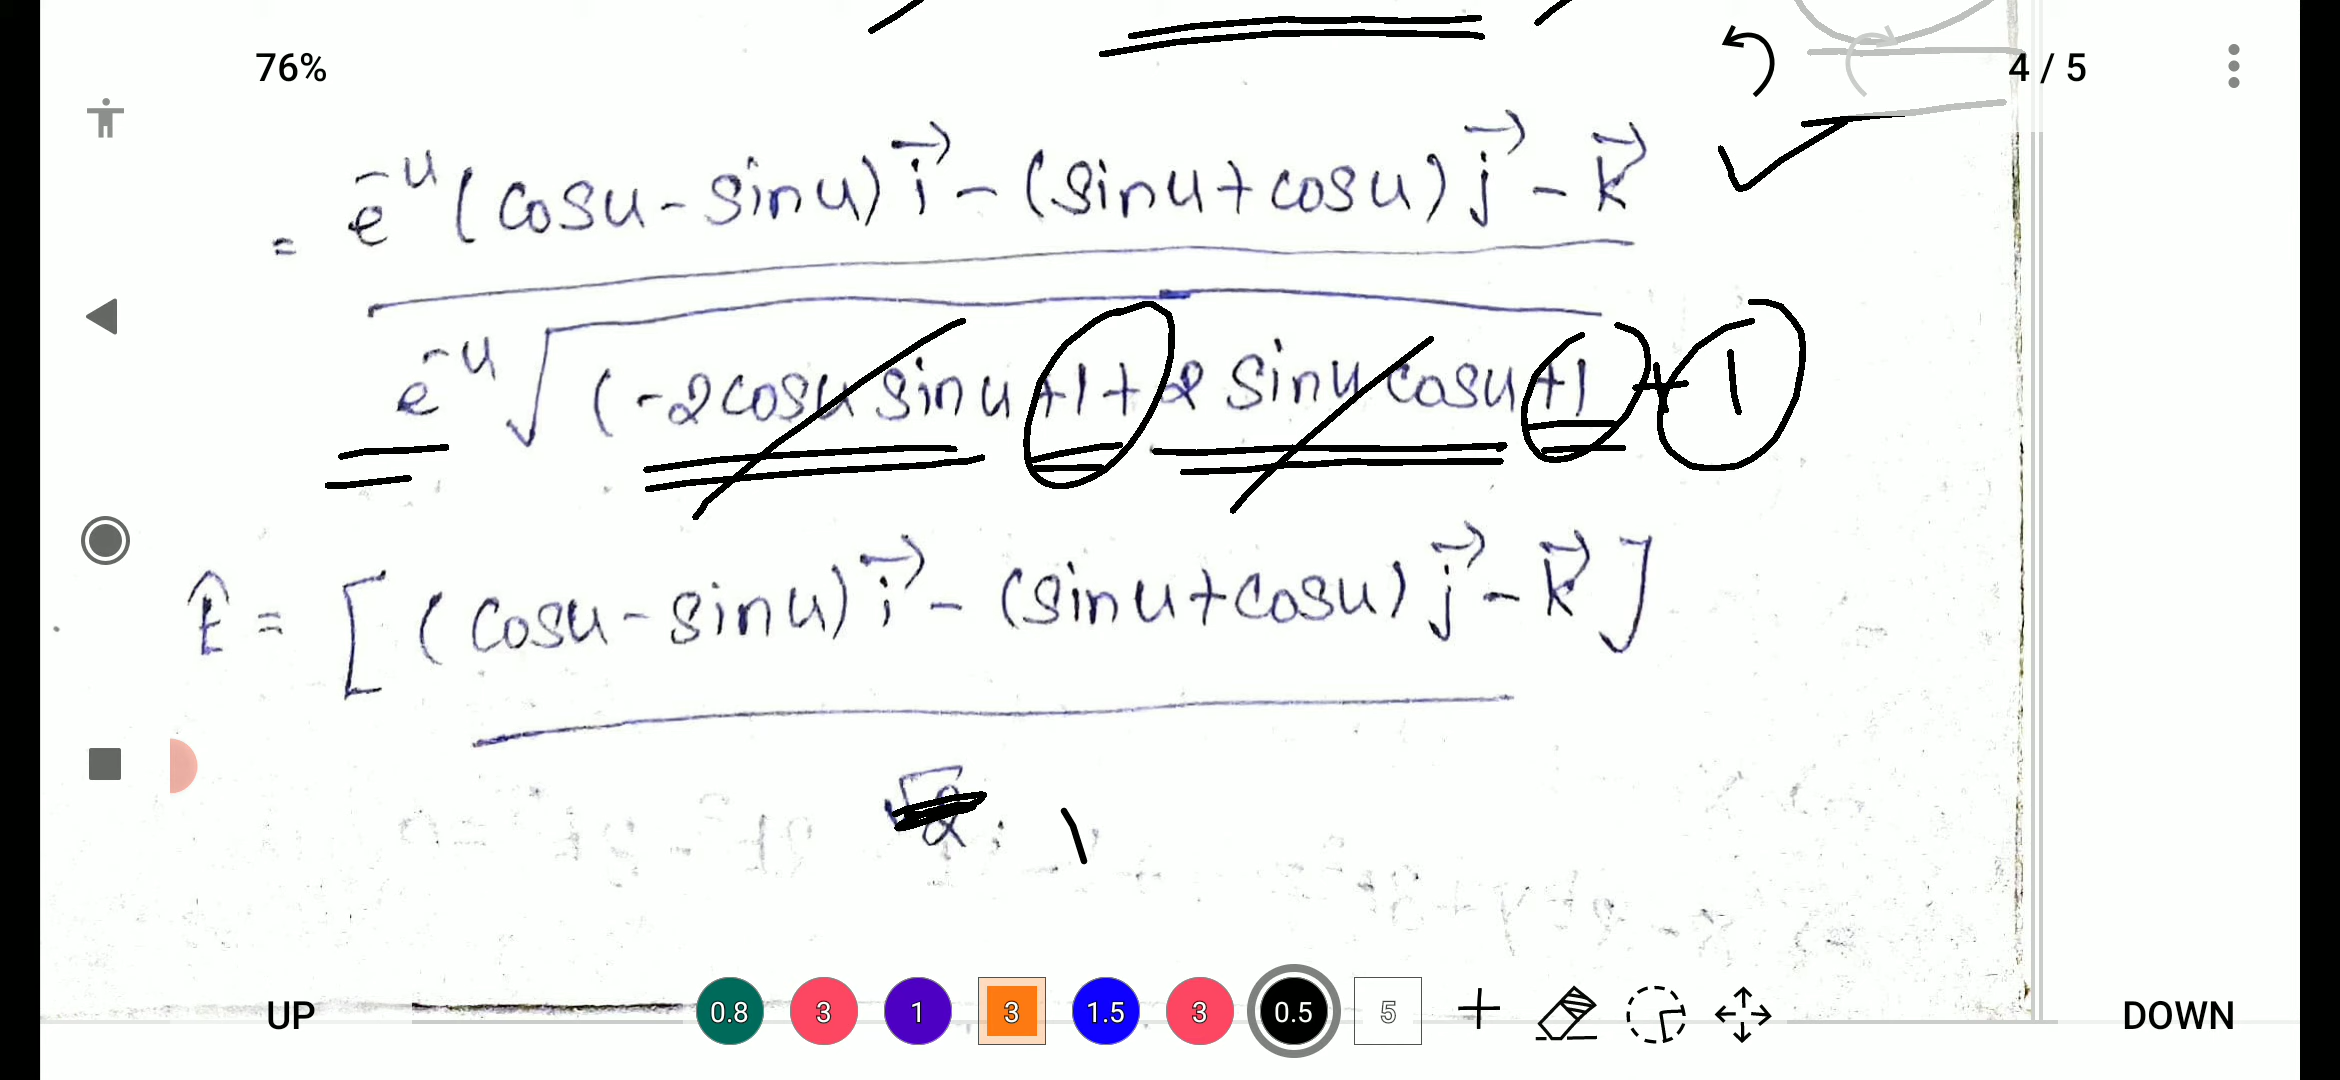 76%
4 / 5
= e^-u (cosu - sinu) i⃗ - (sinu + cosu) j⃗ - k⃗
e^-u √ (-2cosu sinu +1 + 2 sinu cosu +1) + 1
t̂ = [ (cosu - sinu) i⃗ - (sinu + cosu) j⃗ - k⃗ ]
√2
UP 0.8 3 1 3 1.5 3 0.5 5 DOWN